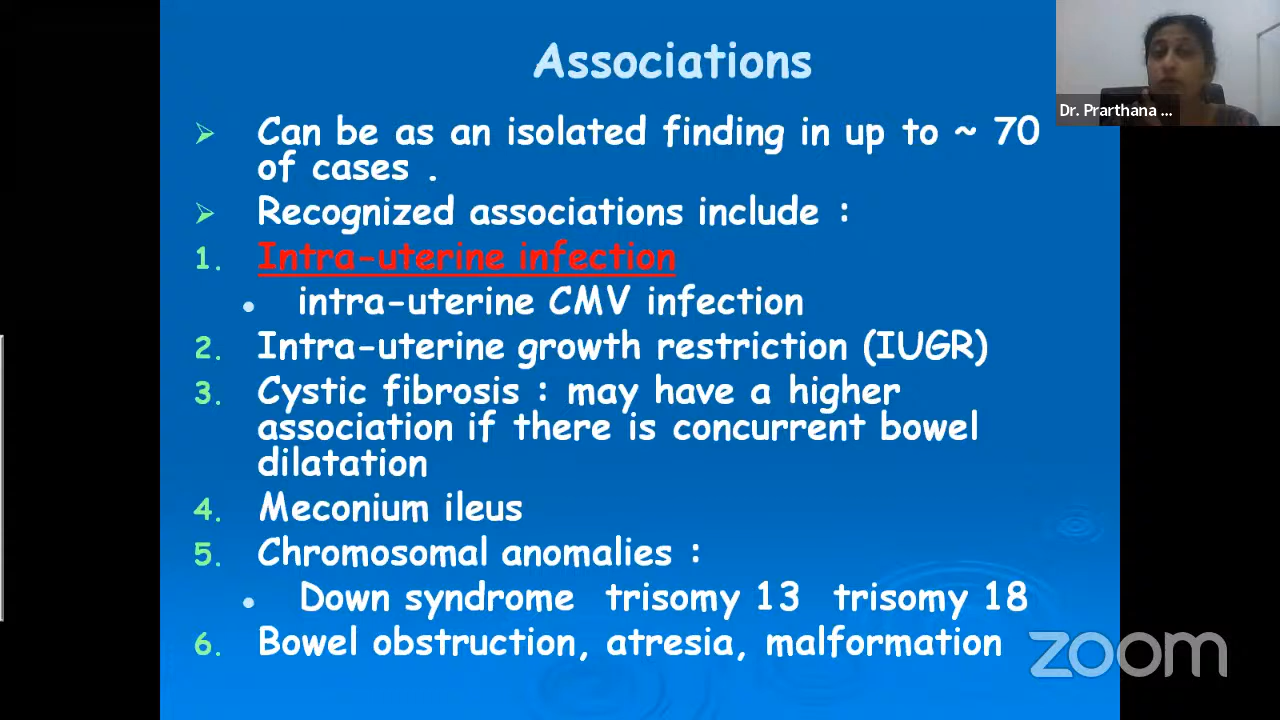 Associations
Dr. Prarthana ...
➢ Can be as an isolated finding in up to ~ 70
of cases .
➢ Recognized associations include :
1. Intra-uterine infection
• intra-uterine CMV infection
2. Intra-uterine growth restriction (IUGR)
3. Cystic fibrosis : may have a higher
association if there is concurrent bowel
dilatation
4. Meconium ileus
5. Chromosomal anomalies :
• Down syndrome trisomy 13 trisomy 18
6. Bowel obstruction, atresia, malformation
zoom